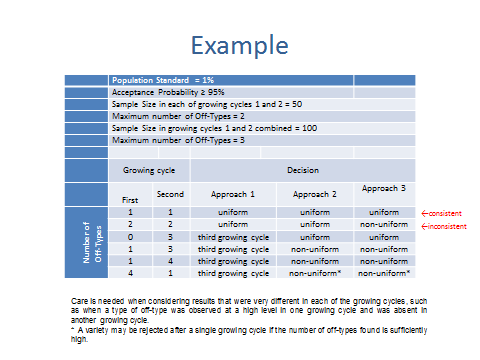 Example
Population Standard = 1%
Acceptance Probability ≥ 95%
Sample Size in each of growing cycles 1 and 2 = 50
Maximum number of Off-Types = 2
Sample Size in growing cycles 1 and 2 combined = 100
Maximum number of Off-Types = 3
Growing cycle Decision
First Second Approach 1 Approach 2 Approach 3
Number of
Off-Types
1 1 uniform uniform uniform ←consistent
2 2 uniform uniform non-uniform ←inconsistent
0 3 third growing cycle uniform uniform
1 3 third growing cycle non-uniform non-uniform
1 4 third growing cycle non-uniform non-uniform
4 1 third growing cycle non-uniform* non-uniform*
Care is needed when considering results that were very different in each of the growing cycles, such
as when a type of off-type was observed at a high level in one growing cycle and was absent in
another growing cycle.
* A variety may be rejected after a single growing cycle if the number of off-types found is sufficiently
high.